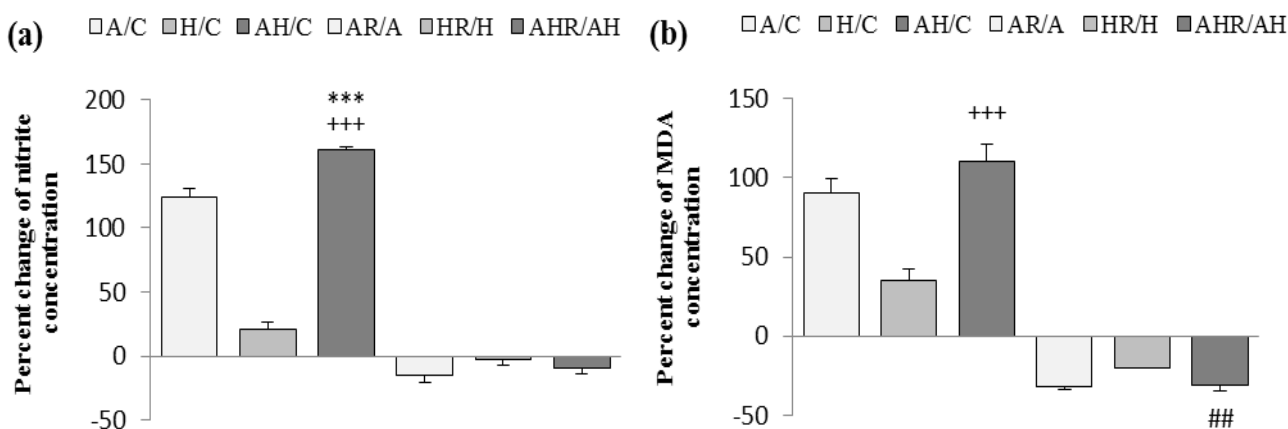 (a)
A/C H/C AH/C AR/A HR/H AHR/AH
Percent change of nitrite
concentration
200
150
100
50
0
-50
***
+++
(b)
A/C H/C AH/C AR/A HR/H AHR/AH
Percent change of MDA
concentration
150
100
50
0
-50
+++
##